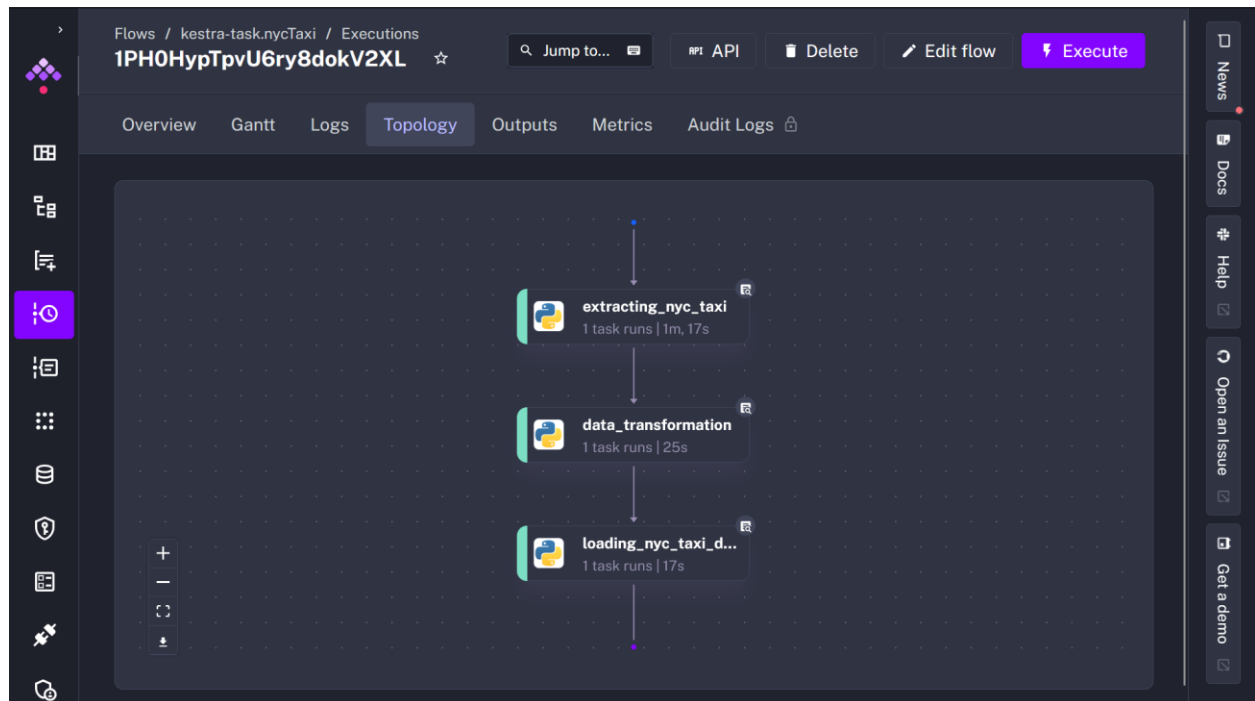 Flows / kestra-task.nycTaxi / Executions
1PH0HypTpvU6ry8dokV2XL
Jump to...
API API
Delete
Edit flow
Execute
Overview Gantt Logs Topology Outputs Metrics Audit Logs
extracting_nyc_taxi
1 task runs | 1m, 17s
data_transformation
1 task runs | 25s
loading_nyc_taxi_d...
1 task runs | 17s
News
Docs
Help
Open an Issue
Get a demo